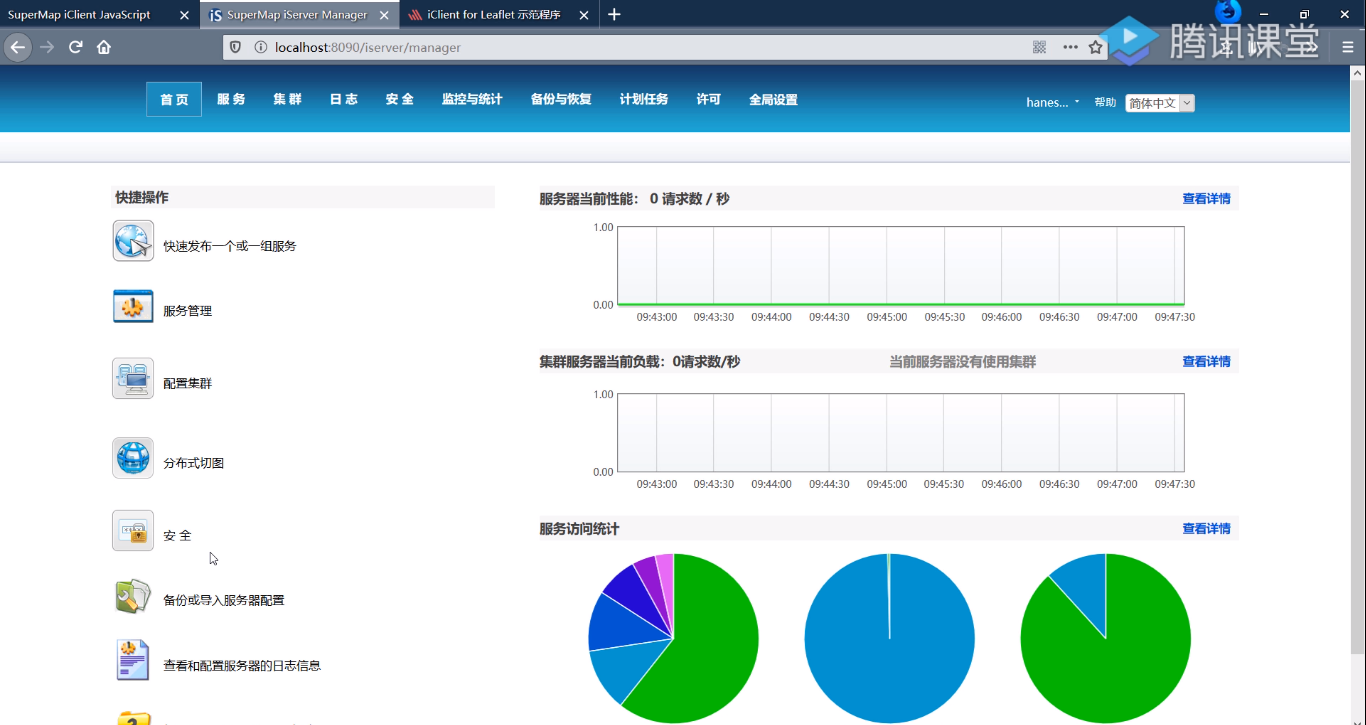 SuperMap iClient JavaScript
SuperMap iServer Manager
iClient for Leaflet 示范程序
localhost:8090/iserver/manager
腾讯课堂
首页 服务 集群 日志 安全 监控与统计 备份与恢复 计划任务 许可 全局设置
hanes... 帮助 简体中文
快捷操作
快速发布一个或一组服务
服务管理
配置集群
分布式切图
安全
备份或导入服务器配置
查看和配置服务器的日志信息
服务器当前性能: 0 请求数 / 秒 查看详情
1.00
0.00
09:43:00 09:43:30 09:44:00 09:44:30 09:45:00 09:45:30 09:46:00 09:46:30 09:47:00 09:47:30
集群服务器当前负载: 0请求数/秒 当前服务器没有使用集群 查看详情
1.00
0.00
09:43:00 09:43:30 09:44:00 09:44:30 09:45:00 09:45:30 09:46:00 09:46:30 09:47:00 09:47:30
服务访问统计 查看详情